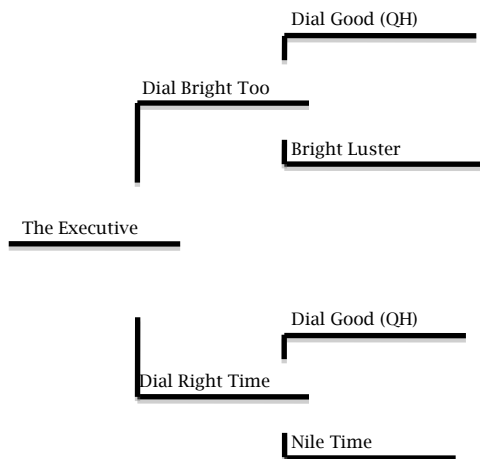 Dial Good (QH)
Dial Bright Too
Bright Luster
The Executive
Dial Good (QH)
Dial Right Time
Nile Time